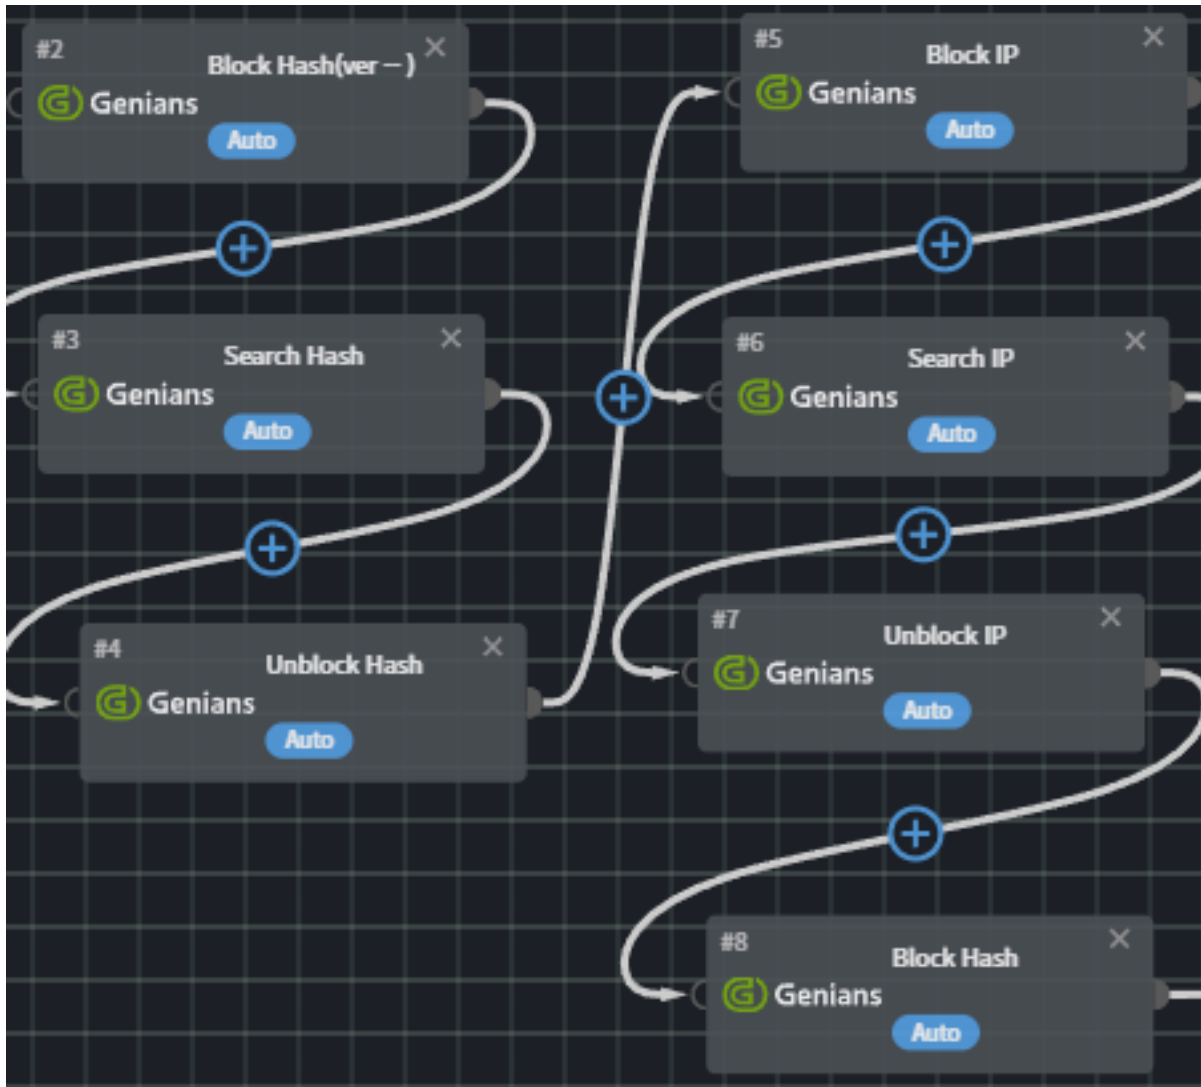 #2
Block Hash(ver – )
Genians
Auto
#3
Search Hash
Genians
Auto
#4
Unblock Hash
Genians
Auto
#5
Block IP
Genians
Auto
#6
Search IP
Genians
Auto
#7
Unblock IP
Genians
Auto
#8
Block Hash
Genians
Auto